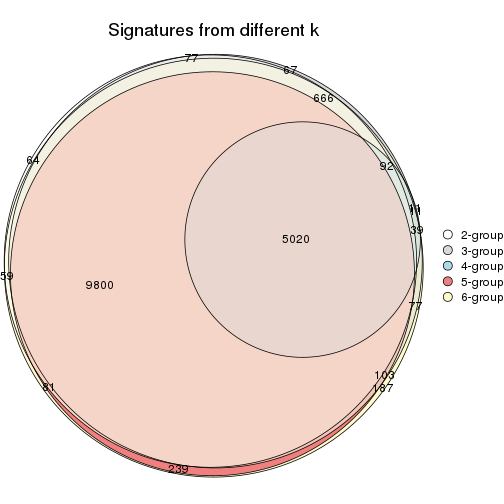 Signatures from different k
77
67
666
64
92
11
39
5020
59
9800
77
103
187
81
239
2-group
3-group
4-group
5-group
6-group